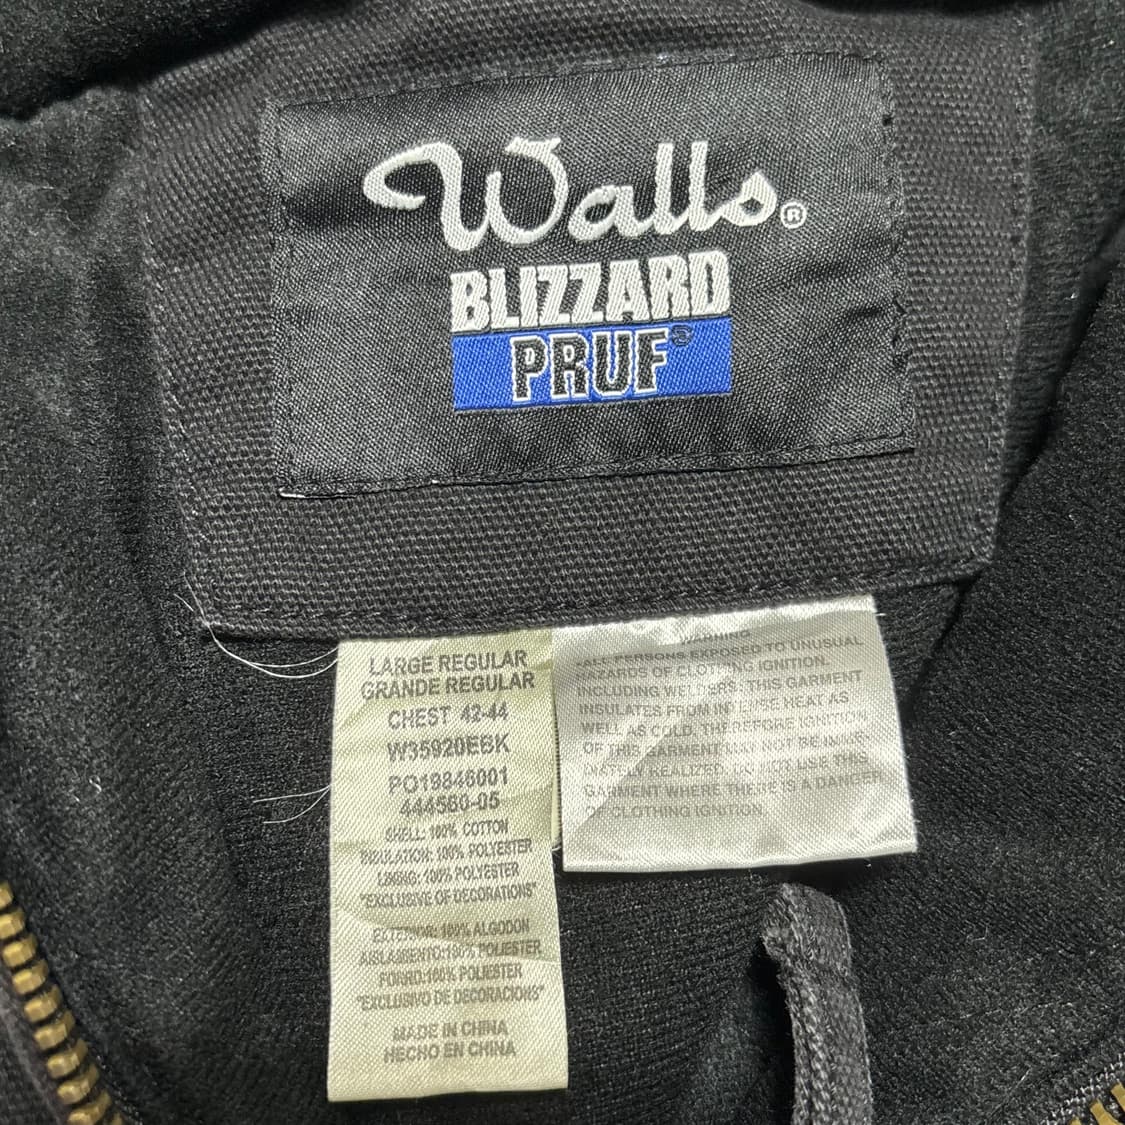 Walls®
BLIZZARD
PRUF®
LARGE REGULAR
GRANDE REGULAR
CHEST 42-44
W35920EBK
PO19846001
444560-05
SHELL: 100% COTTON
INSULATION: 100% POLYESTER
LINING: 100% POLYESTER
"EXCLUSIVE OF DECORATIONS"
EXTERIOR: 100% ALGODON
AISLAMIENTO:100% POLIESTER
FORRO:100% POLIESTER
"EXCLUSIVO DE DECORACIONS"
MADE IN CHINA
HECHO EN CHINA
WARNING
*ALL PERSONS EXPOSED TO UNUSUAL
HAZARDS OF CLOTHING IGNITION.
INCLUDING WELDERS: THIS GARMENT
INSULATES FROM INTENSE HEAT AS
WELL AS COLD. THEREFORE IGNITION
OF THIS GARMENT MAY NOT BE IMME-
DIATELY REALIZED. DO NOT USE THIS
GARMENT WHERE THERE IS A DANGER
OF CLOTHING IGNITION.